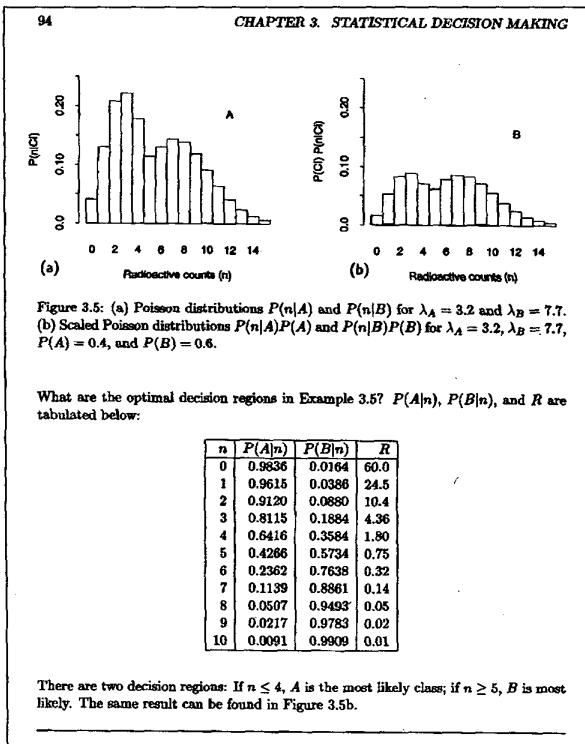 94 CHAPTER 3. STATISTICAL DECISION MAKING
P(n|Cl)
0.20
0.10
0.0
A
0 2 4 6 8 10 12 14
(a) Radioactive counts (n)
P(Cl) P(n|Cl)
0.20
0.10
0.0
B
0 2 4 6 8 10 12 14
(b) Radioactive counts (n)
Figure 3.5: (a) Poisson distributions P(n|A) and P(n|B) for λA = 3.2 and λB = 7.7.
(b) Scaled Poisson distributions P(n|A)P(A) and P(n|B)P(B) for λA = 3.2, λB = 7.7,
P(A) = 0.4, and P(B) = 0.6.
What are the optimal decision regions in Example 3.5? P(A|n), P(B|n), and R are
tabulated below:
n P(A|n) P(B|n) R
0 0.9836 0.0164 60.0
1 0.9615 0.0386 24.5
2 0.9120 0.0880 10.4
3 0.8115 0.1884 4.36
4 0.6416 0.3584 1.80
5 0.4266 0.5734 0.75
6 0.2362 0.7638 0.32
7 0.1139 0.8861 0.14
8 0.0507 0.9493 0.05
9 0.0217 0.9783 0.02
10 0.0091 0.9909 0.01
There are two decision regions: If n ≤ 4, A is the most likely class; if n ≥ 5, B is most
likely. The same result can be found in Figure 3.5b.